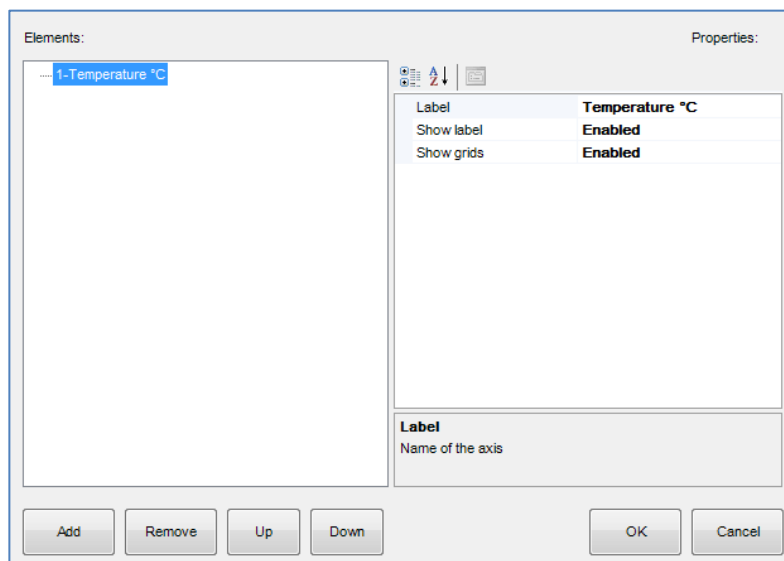 Elements:
Properties:
1-Temperature °C
A
Z
Label Temperature °C
Show label Enabled
Show grids Enabled
Label
Name of the axis
Add Remove Up Down OK Cancel